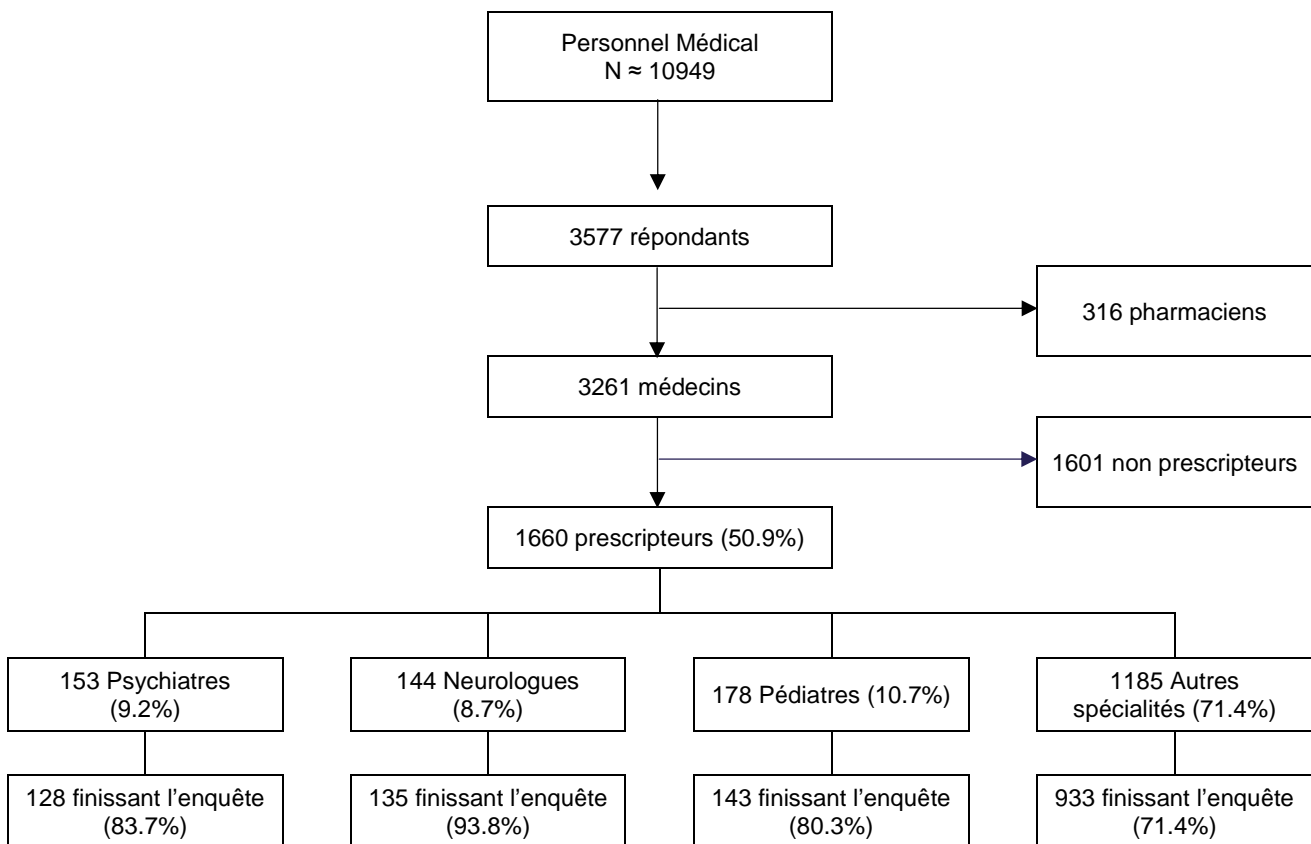 Personnel Médical
N ≈ 10949
3577 répondants
316 pharmaciens
3261 médecins
1601 non prescripteurs
1660 prescripteurs (50.9%)
153 Psychiatres
(9.2%)
144 Neurologues
(8.7%)
178 Pédiatres (10.7%)
1185 Autres
spécialités (71.4%)
128 finissant l’enquête
(83.7%)
135 finissant l’enquête
(93.8%)
143 finissant l’enquête
(80.3%)
933 finissant l’enquête
(71.4%)